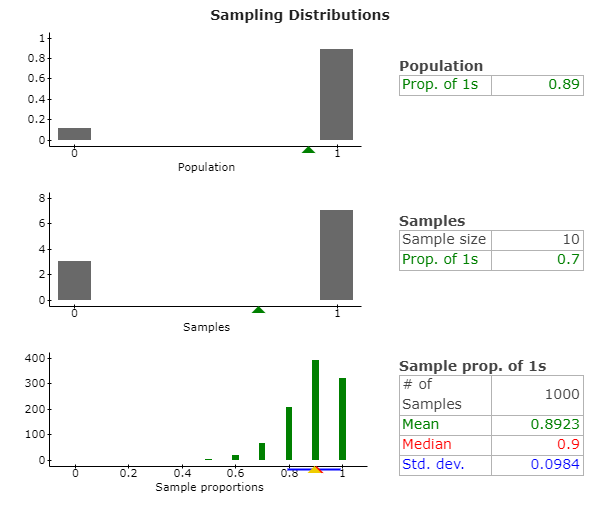 Sampling Distributions
1
0.8
0.6
0.4
0.2
0
0 1
Population
Population
Prop. of 1s 0.89
8
6
4
2
0
0 1
Samples
Samples
Sample size 10
Prop. of 1s 0.7
400
300
200
100
0
0 0.2 0.4 0.6 0.8 1
Sample proportions
Sample prop. of 1s
# of
Samples 1000
Mean 0.8923
Median 0.9
Std. dev. 0.0984